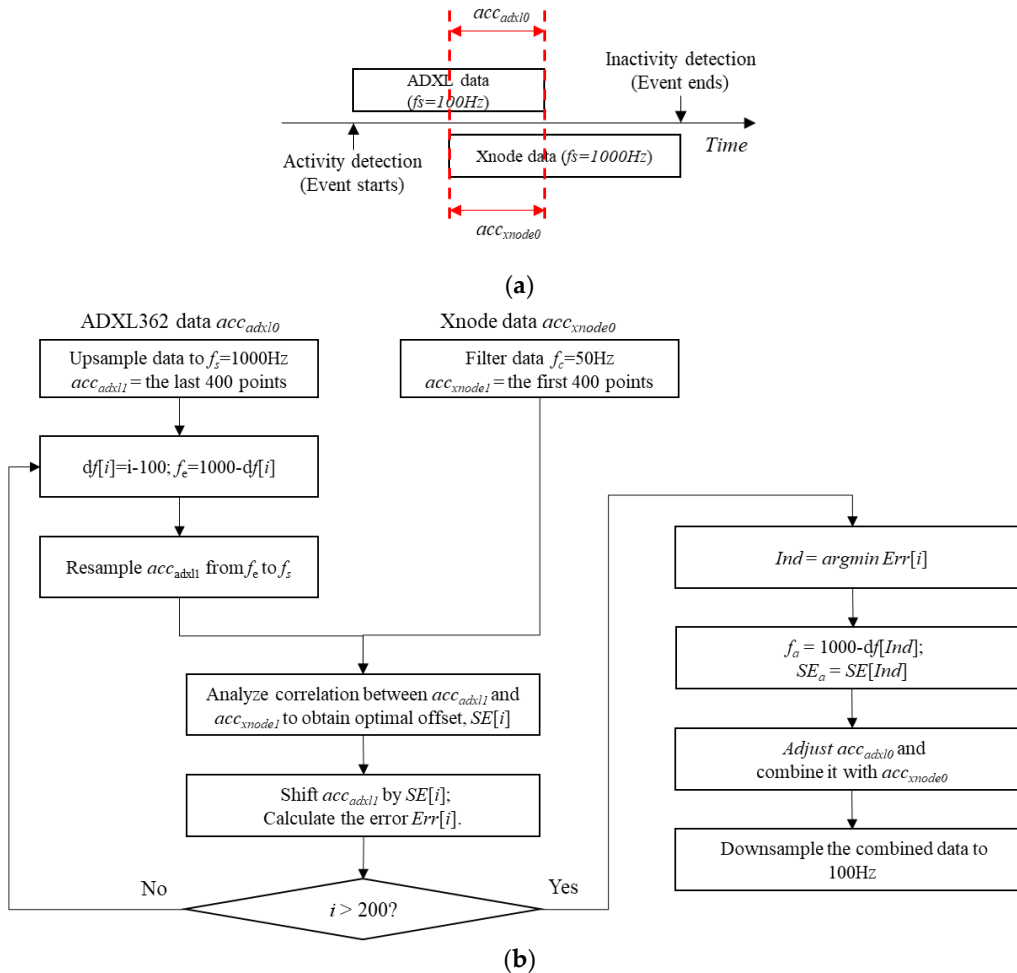 acc_adxl0
ADXL data
(fs=100Hz)
Inactivity detection
(Event ends)
Time
Activity detection
(Event starts)
Xnode data (fs=1000Hz)
acc_xnode0
(a)
ADXL362 data acc_adxl0
Upsample data to f_s=1000Hz
acc_adxl1 = the last 400 points
df[i]=i-100; f_e=1000-df[i]
Resample acc_adxl1 from f_e to f_s
Xnode data acc_xnode0
Filter data f_c=50Hz
acc_xnode1 = the first 400 points
Analyze correlation between acc_adxl1 and
acc_xnode1 to obtain optimal offset, SE[i]
Shift acc_adxl1 by SE[i];
Calculate the error Err[i].
No
i > 200?
Yes
Ind = argmin Err[i]
f_a = 1000-df[Ind];
SE_a = SE[Ind]
Adjust acc_adxl0 and
combine it with acc_xnode0
Downsample the combined data to
100Hz
(b)